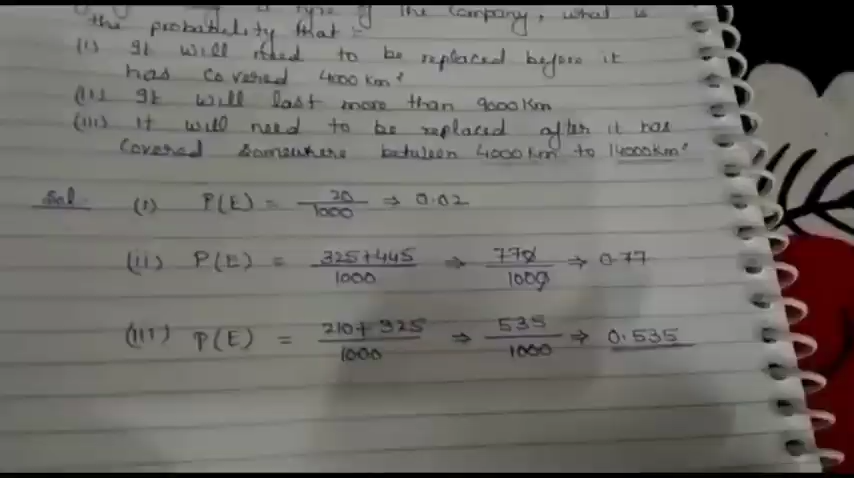 a tyre of the company, what is
the probability that :-
(i) It will need to be replaced before it
has covered 4000 Km?
(ii) It will last more than 9000 Km
(iii) it will need to be replaced after it has
covered somewhere between 4000 Km to 14000 Km?
Sol. (i) P(E) = 20/1000 ⇒ 0.02
(ii) P(E) = 325+445/1000 ⇒ 770/1000 ⇒ 0.77
(iii) P(E) = 210+325/1000 ⇒ 535/1000 ⇒ 0.535